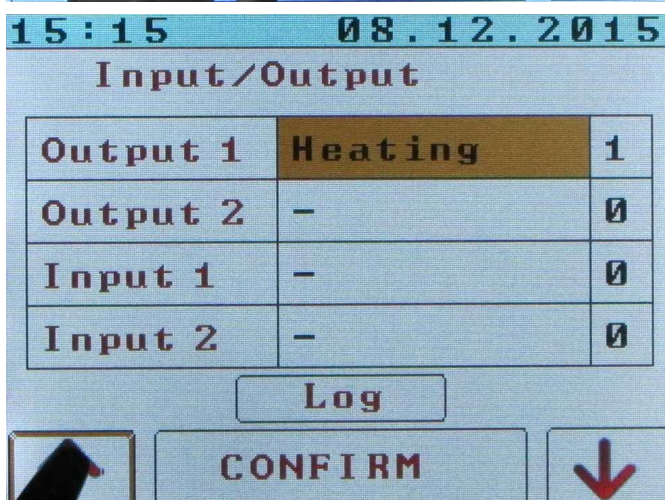 15:15 08.12.2015
Input/Output
Output 1 Heating 1
Output 2 - 0
Input 1 - 0
Input 2 - 0
Log
CONFIRM